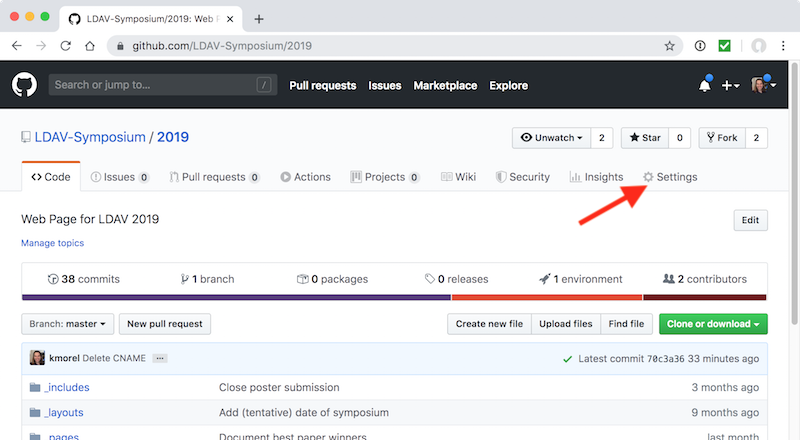 LDAV-Symposium/2019: Web P
github.com/LDAV-Symposium/2019
Search or jump to... / Pull requests Issues Marketplace Explore
LDAV-Symposium / 2019
Unwatch 2 Star 0 Fork 2
Code Issues 0 Pull requests 0 Actions Projects 0 Wiki Security Insights Settings
Web Page for LDAV 2019 Edit
Manage topics
38 commits 1 branch 0 packages 0 releases 1 environment 2 contributors
Branch: master New pull request Create new file Upload files Find file Clone or download
kmorel Delete CNAME ... Latest commit 70c3a36 33 minutes ago
_includes Close poster submission 3 months ago
_layouts Add (tentative) date of symposium 9 months ago
_pages Document best paper winners last month